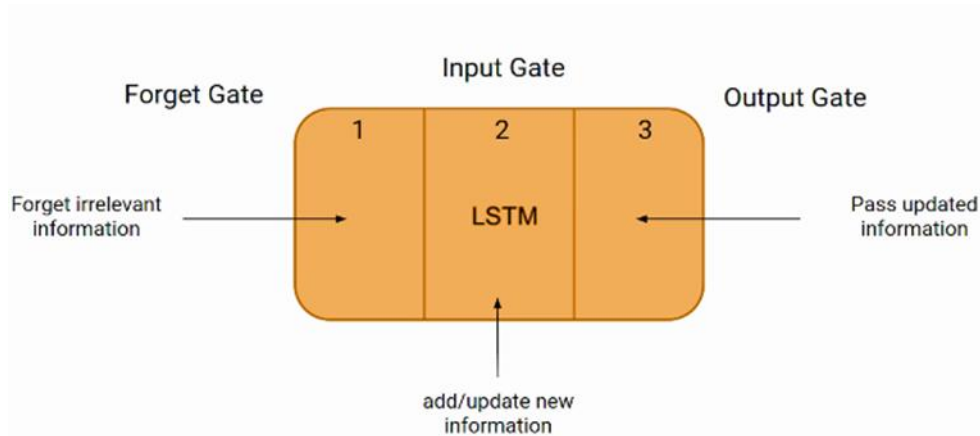 Input Gate
Forget Gate
Output Gate
1
2
3
Forget irrelevant
information
LSTM
Pass updated
information
add/update new
information